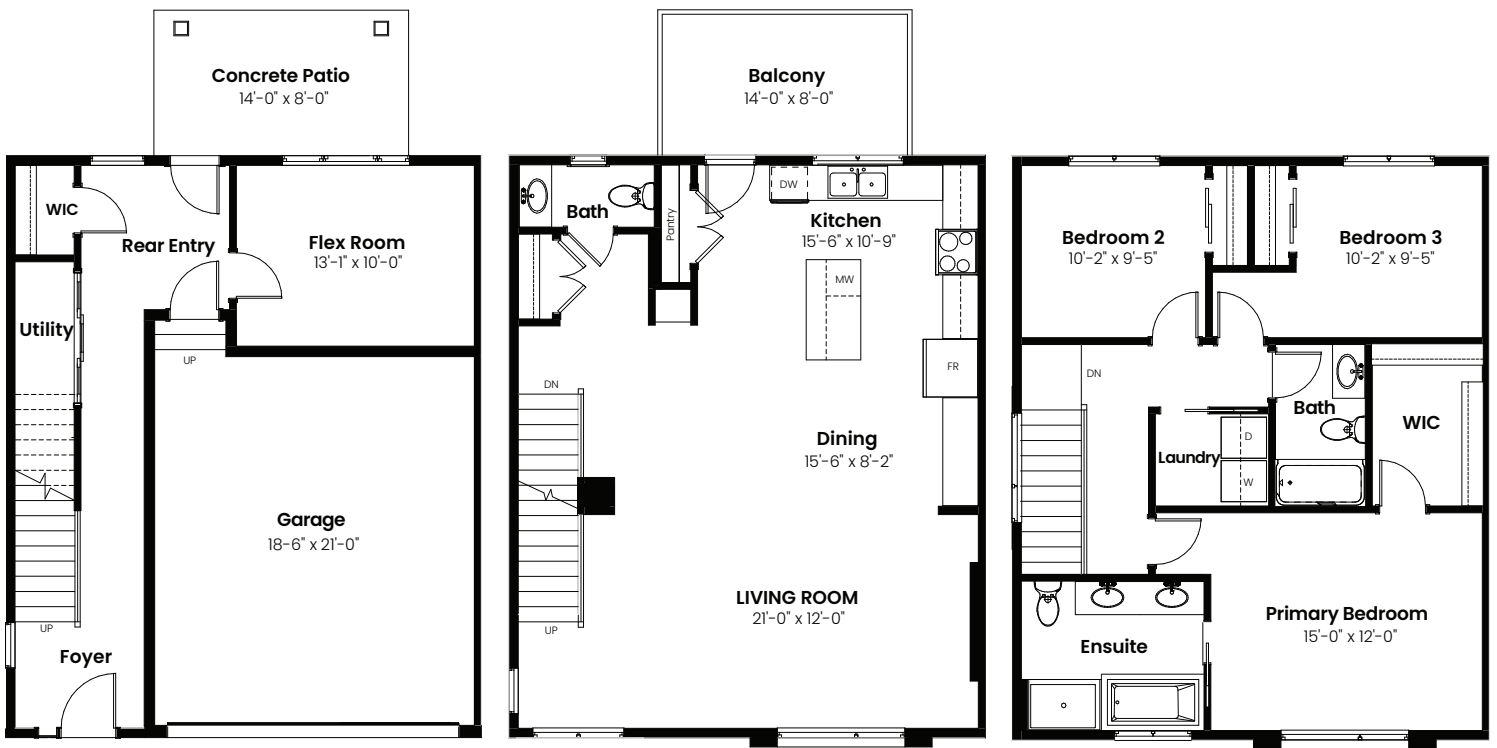 Concrete Patio
14'-0" x 8'-0"
WIC
Rear Entry
Flex Room
13'-1" x 10'-0"
Utility
UP
Garage
18-6" x 21'-0"
UP
Foyer
Balcony
14'-0" x 8'-0"
Bath
Pantry
DW
Kitchen
15'-6" x 10'-9"
MW
FR
DN
Dining
15'-6" x 8'-2"
LIVING ROOM
21'-0" x 12'-0"
UP
Bedroom 2
10'-2" x 9'-5"
Bedroom 3
10'-2" x 9'-5"
DN
Bath
WIC
Laundry
D
W
Primary Bedroom
15'-0" x 12'-0"
Ensuite